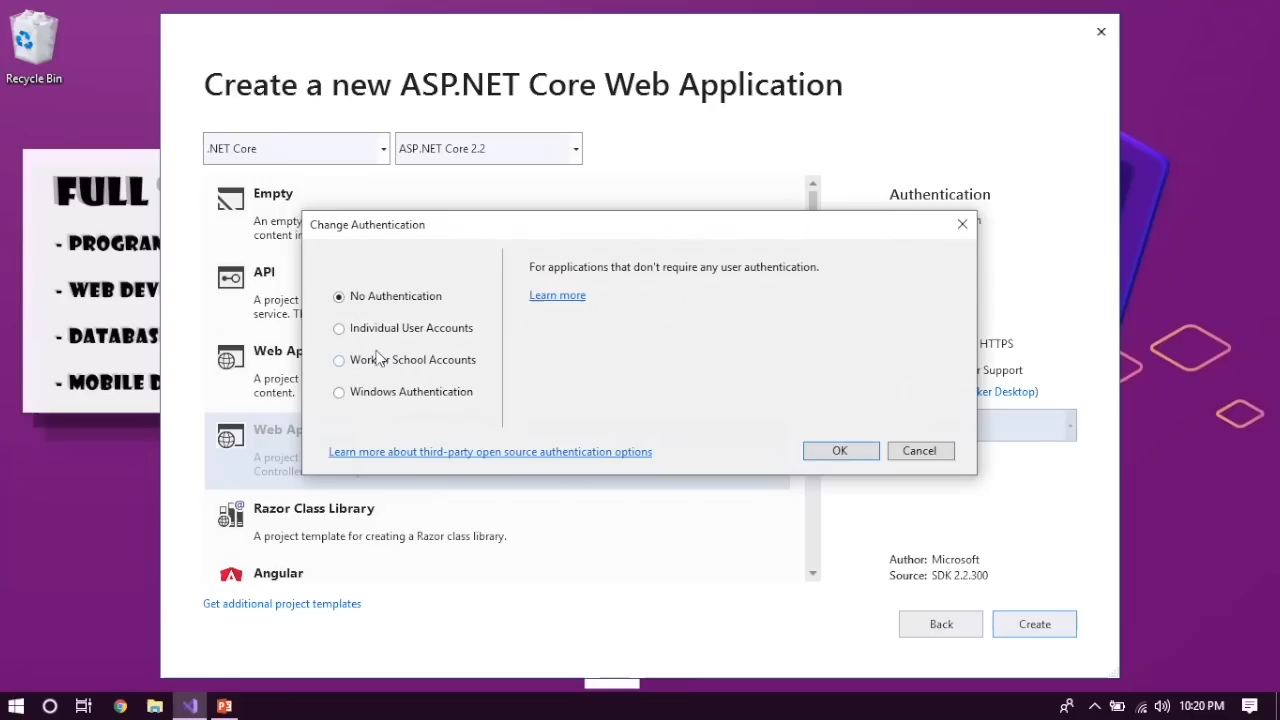 Recycle Bin
Create a new ASP.NET Core Web Application
.NET Core
ASP.NET Core 2.2
FULL
- PROGRAM
- WEB DEV
- DATABAS
- MOBILE D
Empty
An empty
content in
API
A project
service. Th
Web Ap
A project
content.
Web Ap
A project
Controlle
Razor Class Library
A project template for creating a Razor class library.
Angular
Get additional project templates
Authentication
Change Authentication
No Authentication
Individual User Accounts
Work or School Accounts
Windows Authentication
For applications that don't require any user authentication.
Learn more
Learn more about third-party open source authentication options
OK
Cancel
HTTPS
r Support
ker Desktop)
Author: Microsoft
Source: SDK 2.2.300
Back
Create
10:20 PM